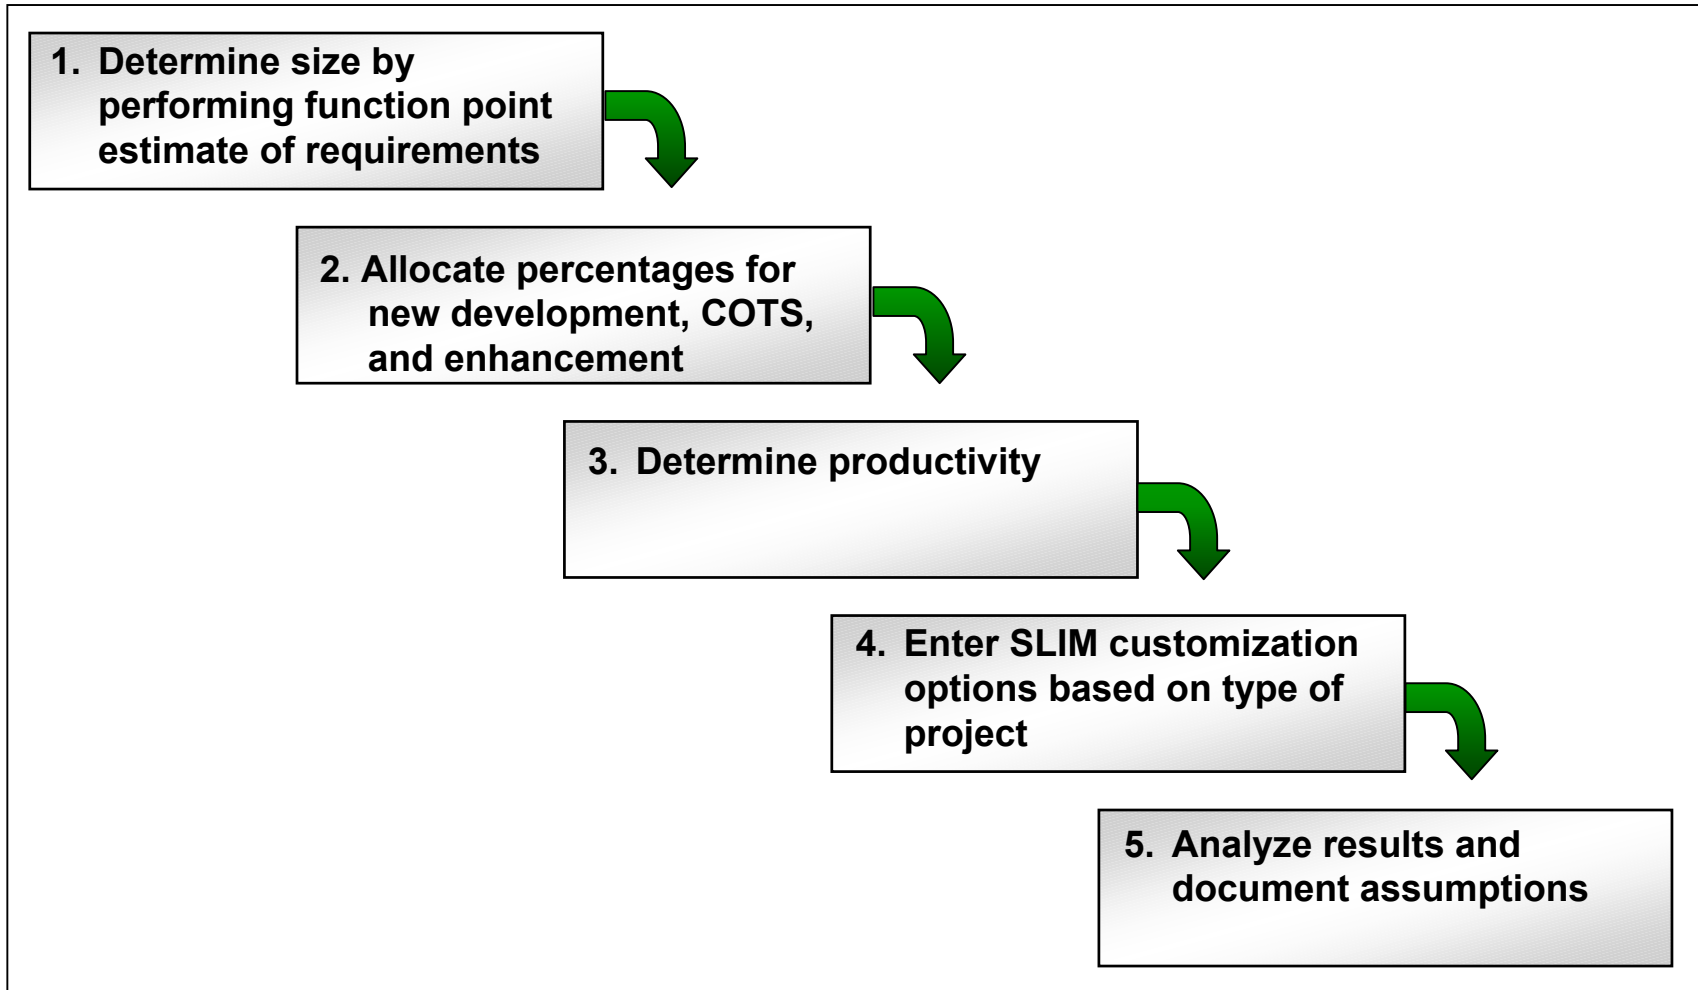 1. Determine size by
performing function point
estimate of requirements
2. Allocate percentages for
new development, COTS,
and enhancement
3. Determine productivity
4. Enter SLIM customization
options based on type of
project
5. Analyze results and
document assumptions